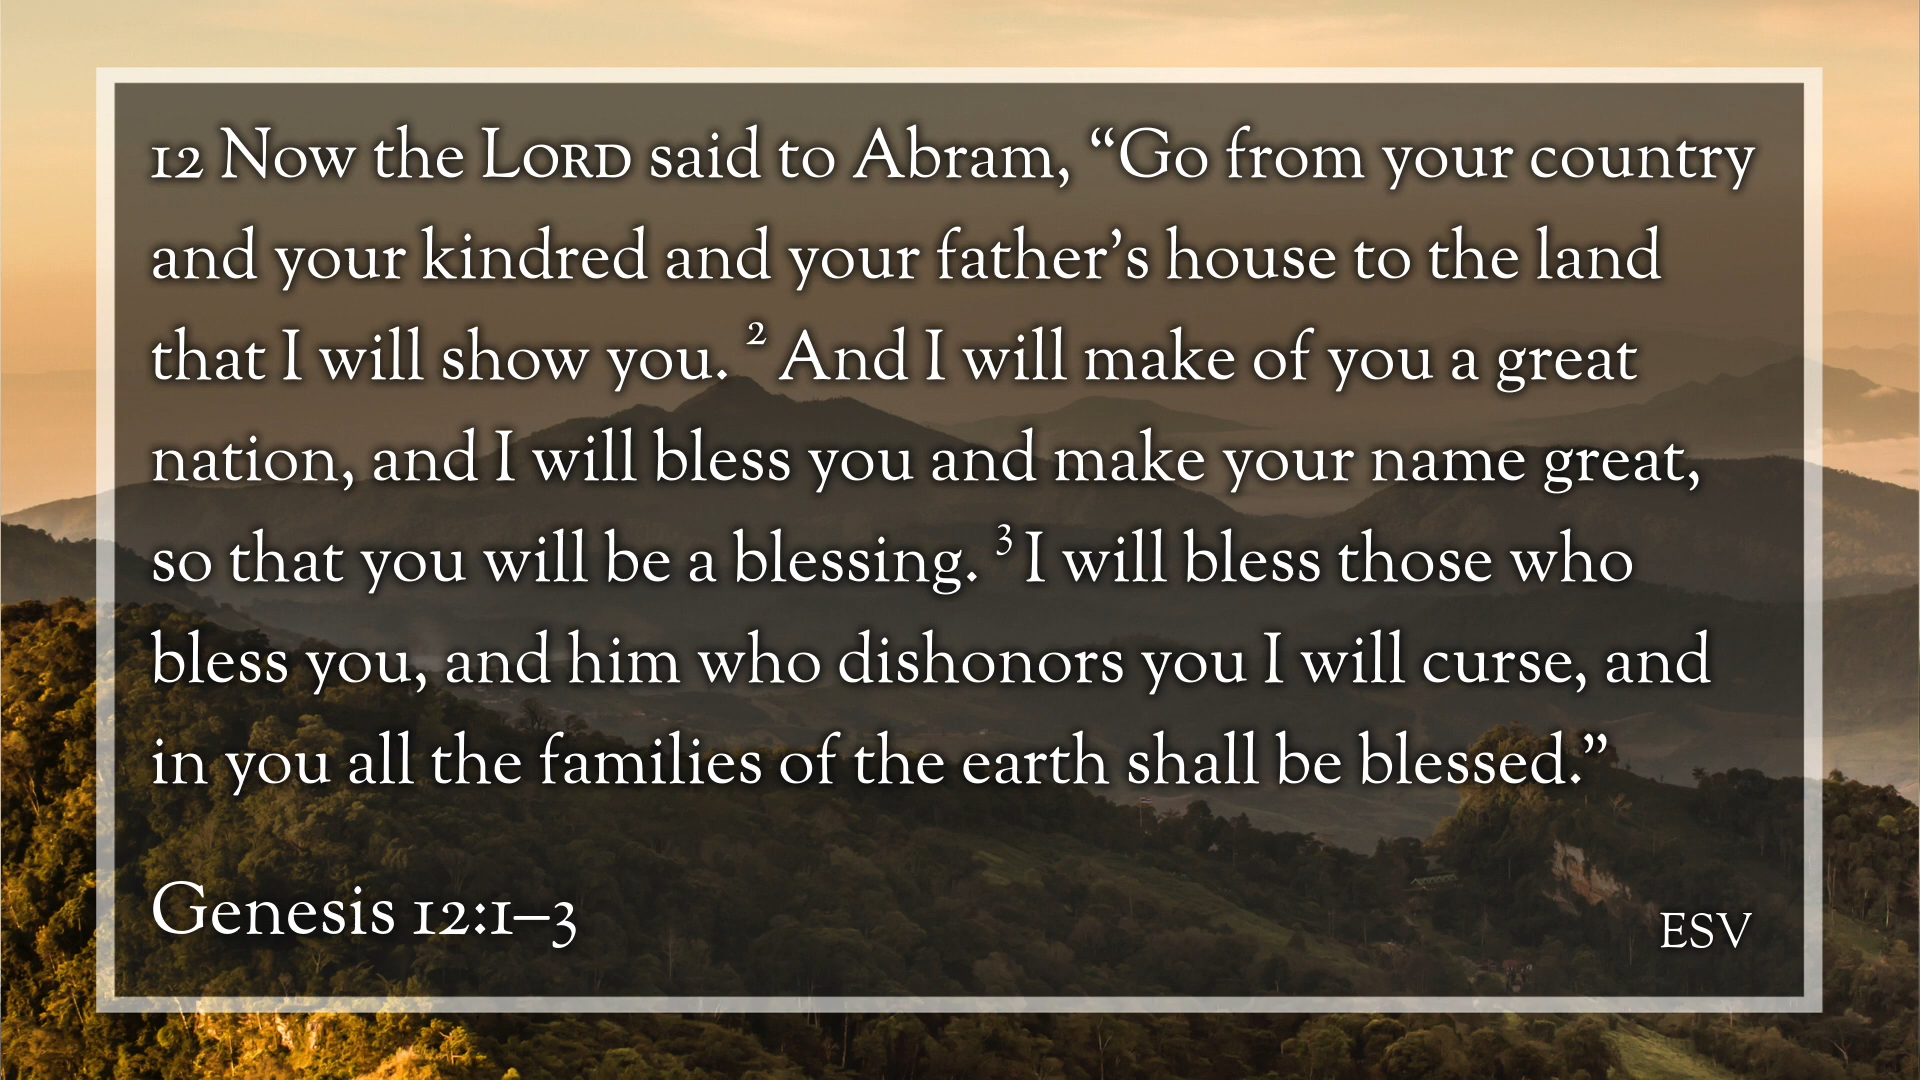 12 Now the LORD said to Abram, “Go from your country
and your kindred and your father’s house to the land
that I will show you. 2 And I will make of you a great
nation, and I will bless you and make your name great,
so that you will be a blessing. 3 I will bless those who
bless you, and him who dishonors you I will curse, and
in you all the families of the earth shall be blessed.”
Genesis 12:1–3
ESV